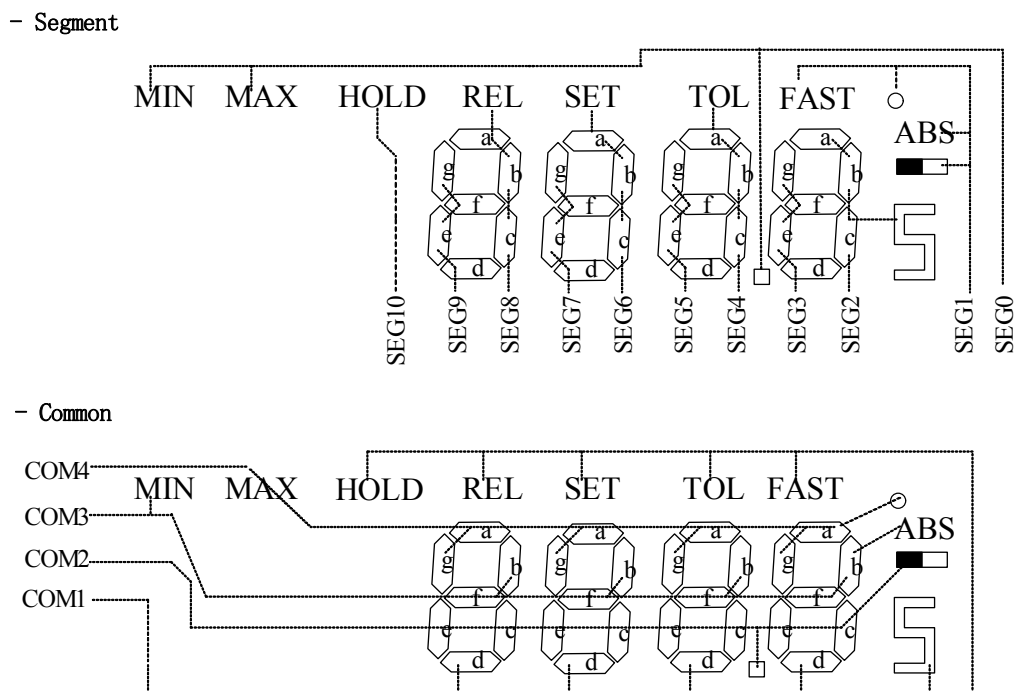 - Segment
MIN MAX HOLD REL SET TOL FAST
ABS
a a a a
g b g b g b g b
f f f f
e c e c e c e c
d d d d
SEG10 SEG9 SEG8 SEG7 SEG6 SEG5 SEG4 SEG3 SEG2 SEG1 SEG0
- Common
COM4
MIN MAX HOLD REL SET TOL FAST
COM3
ABS
a a a a
COM2
g b g b g b g b
COM1
f f f f
e c e c e c e c
d d d d